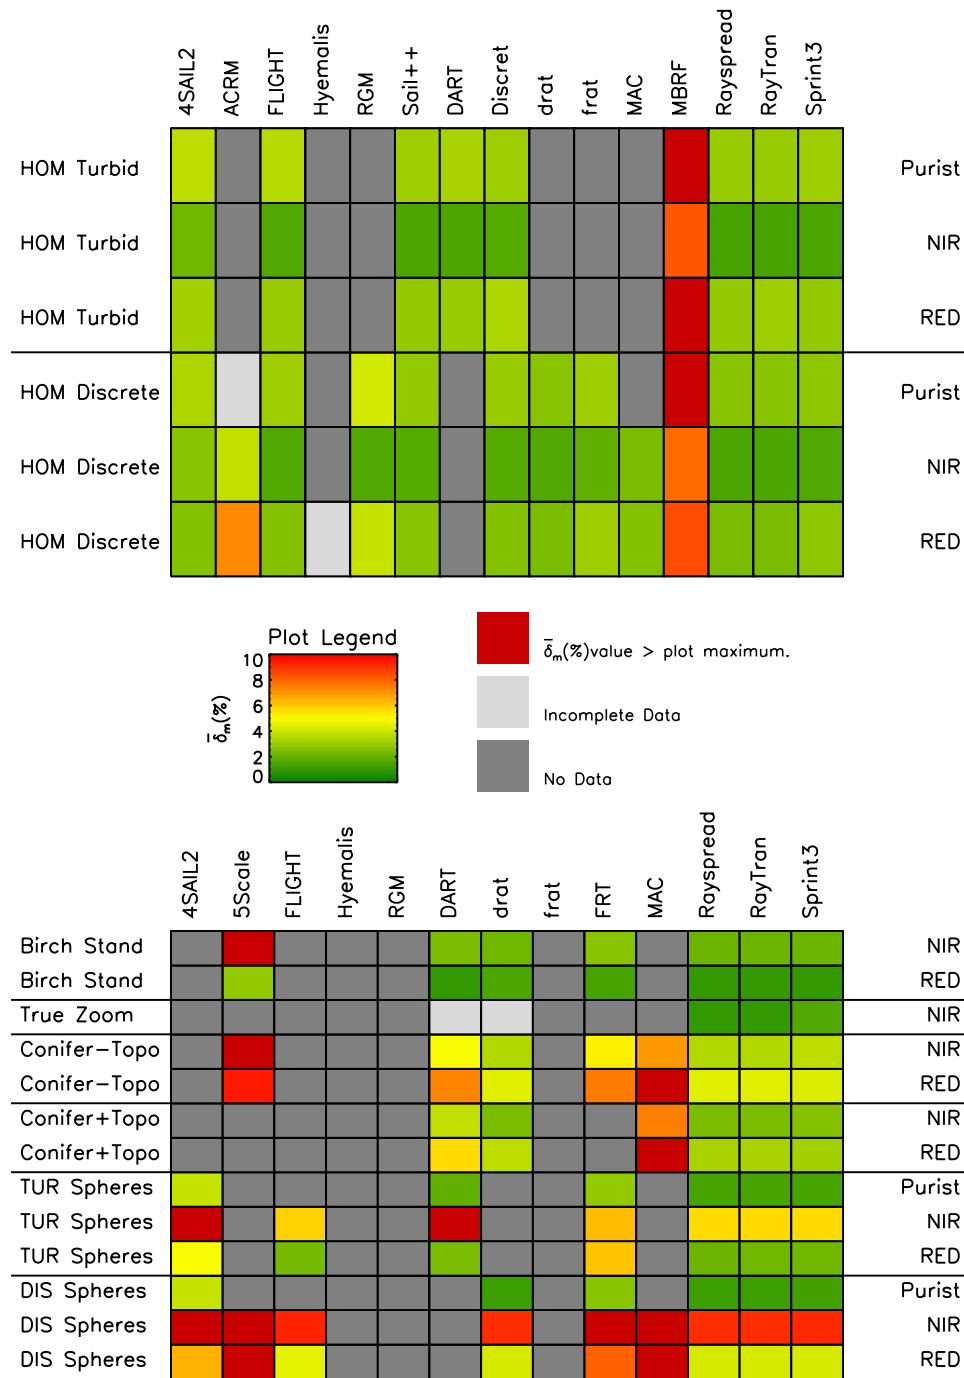 4SAIL2 ACRM FLIGHT Hyemalis RGM Sail++ DART Discret drat frat MAC MBRF Rayspread RayTran Sprint3
HOM Turbid Purist
HOM Turbid NIR
HOM Turbid RED
HOM Discrete Purist
HOM Discrete NIR
HOM Discrete RED
Plot Legend
10
8
6
4
2
0
δ̄m(%)
δ̄m(%)value > plot maximum.
Incomplete Data
No Data
4SAIL2 5Scale FLIGHT Hyemalis RGM DART drat frat FRT MAC Rayspread RayTran Sprint3
Birch Stand NIR
Birch Stand RED
True Zoom NIR
Conifer-Topo NIR
Conifer-Topo RED
Conifer+Topo NIR
Conifer+Topo RED
TUR Spheres Purist
TUR Spheres NIR
TUR Spheres RED
DIS Spheres Purist
DIS Spheres NIR
DIS Spheres RED